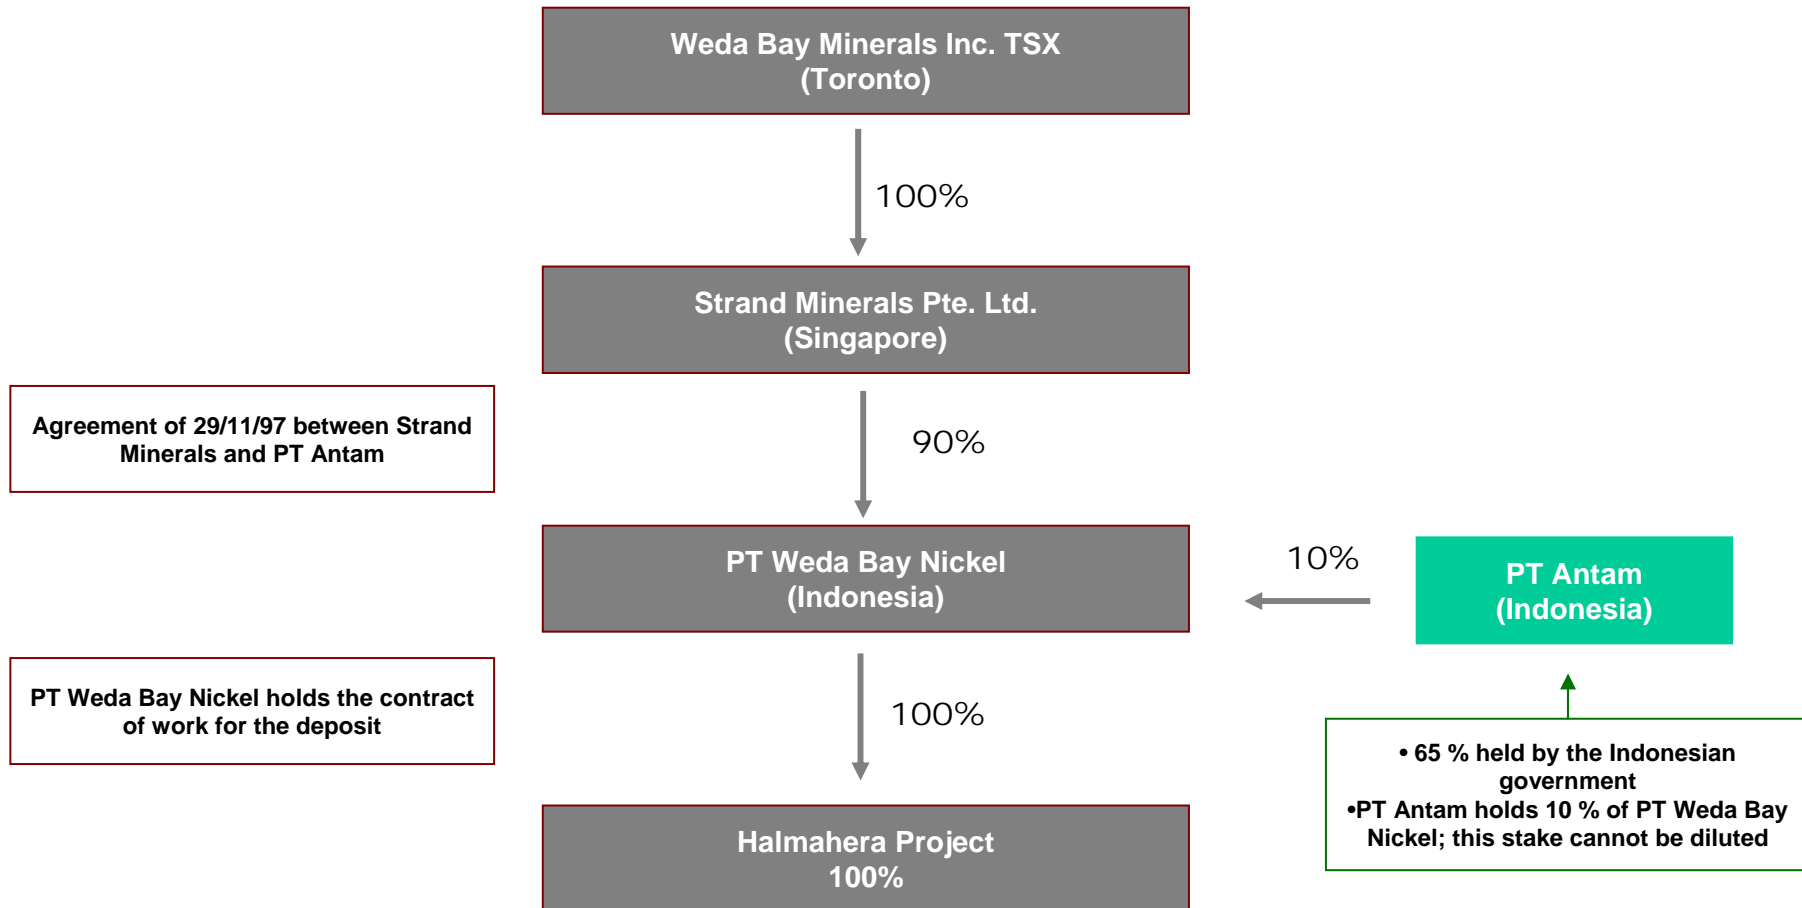 Weda Bay Minerals Inc. TSX
(Toronto)
100%
Strand Minerals Pte. Ltd.
(Singapore)
Agreement of 29/11/97 between Strand
Minerals and PT Antam
90%
PT Weda Bay Nickel
(Indonesia)
10%
PT Antam
(Indonesia)
PT Weda Bay Nickel holds the contract
of work for the deposit
100%
• 65 % held by the Indonesian
government
•PT Antam holds 10 % of PT Weda Bay
Nickel; this stake cannot be diluted
Halmahera Project
100%